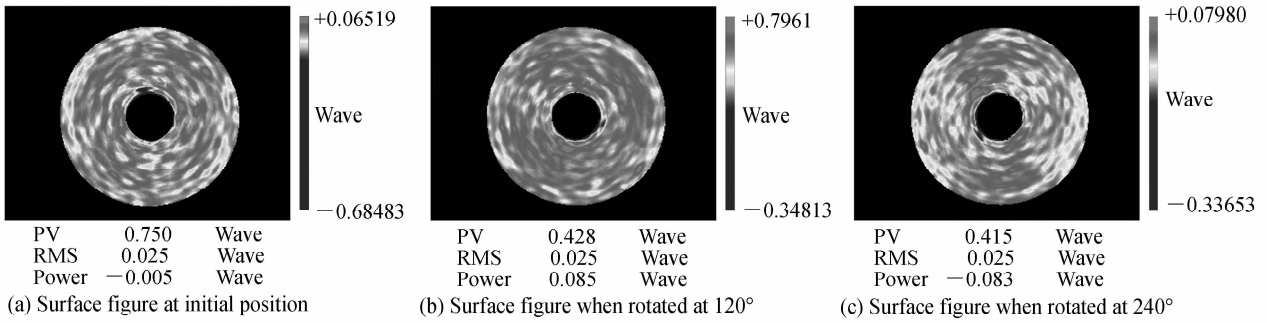 +0.06519
Wave
−0.68483
PV 0.750 Wave
RMS 0.025 Wave
Power −0.005 Wave
(a) Surface figure at initial position
+0.7961
Wave
−0.34813
PV 0.428 Wave
RMS 0.025 Wave
Power 0.085 Wave
(b) Surface figure when rotated at 120°
+0.07980
Wave
−0.33653
PV 0.415 Wave
RMS 0.025 Wave
Power −0.083 Wave
(c) Surface figure when rotated at 240°